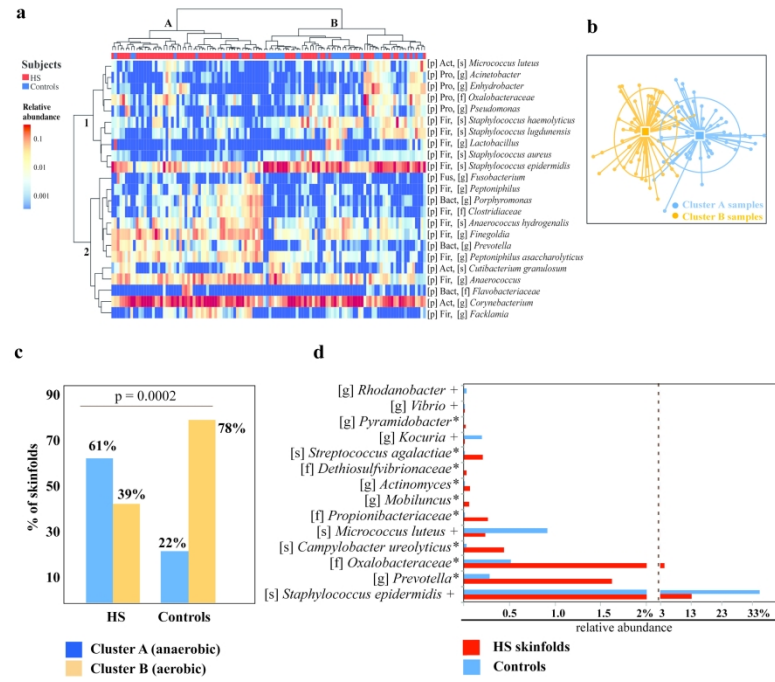 a
A
B
Subjects
HS
Controls
Relative
abundance
0.1
0.01
0.001
1
2
[p] Act, [s] Micrococcus luteus
[p] Pro, [g] Acinetobacter
[p] Pro, [g] Enhydrobacter
[p] Pro, [f] Oxalobacteraceae
[p] Pro, [g] Pseudomonas
[p] Fir, [s] Staphylococcus haemolyticus
[p] Fir, [s] Staphylococcus lugdunensis
[p] Fir, [g] Lactobacillus
[p] Fir, [s] Staphylococcus aureus
[p] Fir, [s] Staphylococcus epidermidis
[p] Fus, [g] Fusobacterium
[p] Fir, [g] Peptoniphilus
[p] Bact, [g] Porphyromonas
[p] Fir, [f] Clostridiaceae
[p] Fir, [s] Anaerococcus hydrogenalis
[p] Fir, [g] Finegoldia
[p] Bact, [g] Prevotella
[p] Fir, [g] Peptoniphilus asaccharolyticus
[p] Act, [s] Cutibacterium granulosum
[p] Fir, [g] Anaerococcus
[p] Bact, [f] Flavobacteriaceae
[p] Act, [g] Corynebacterium
[p] Fir, [g] Facklamia
b
Cluster A samples
Cluster B samples
c
% of skinfolds
90
70
50
30
10
p = 0.0002
61%
39%
22%
78%
HS
Controls
Cluster A (anaerobic)
Cluster B (aerobic)
d
[g] Rhodanobacter +
[g] Vibrio +
[g] Pyramidobacter*
[g] Kocuria +
[s] Streptococcus agalactiae*
[f] Dethiosulfvibrionaceae*
[g] Actinomyces*
[g] Mobiluncus*
[f] Propionibacteriaceae*
[s] Micrococcus luteus +
[s] Campylobacter ureolyticus*
[f] Oxalobacteraceae*
[g] Prevotella*
[s] Staphylococcus epidermidis +
0.5 1.0 1.5 2% 3 13 23 33%
relative abundance
HS skinfolds
Controls